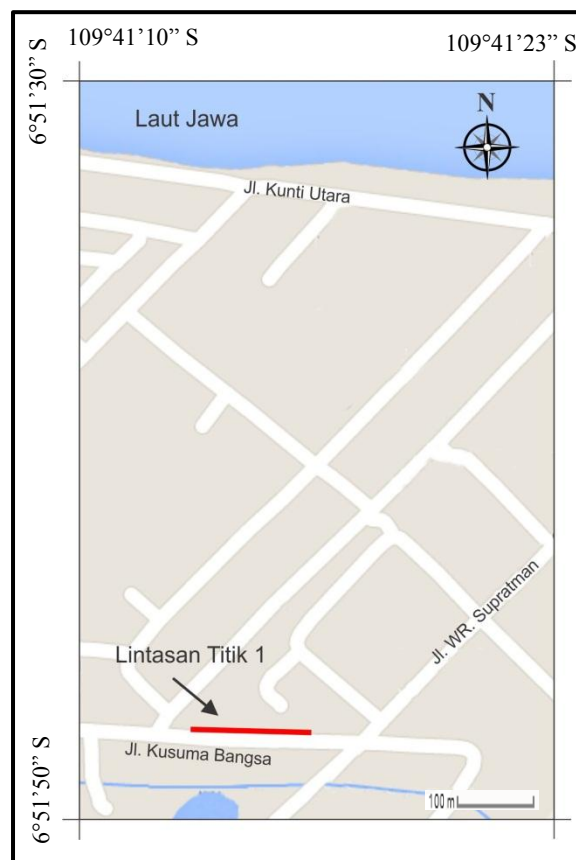 109°41’10” S
109°41’23” S
6°51’30” S
Laut Jawa
N
Jl. Kunti Utara
Jl. WR. Supratman
Lintasan Titik 1
Jl. Kusuma Bangsa
100 m
6°51’50” S